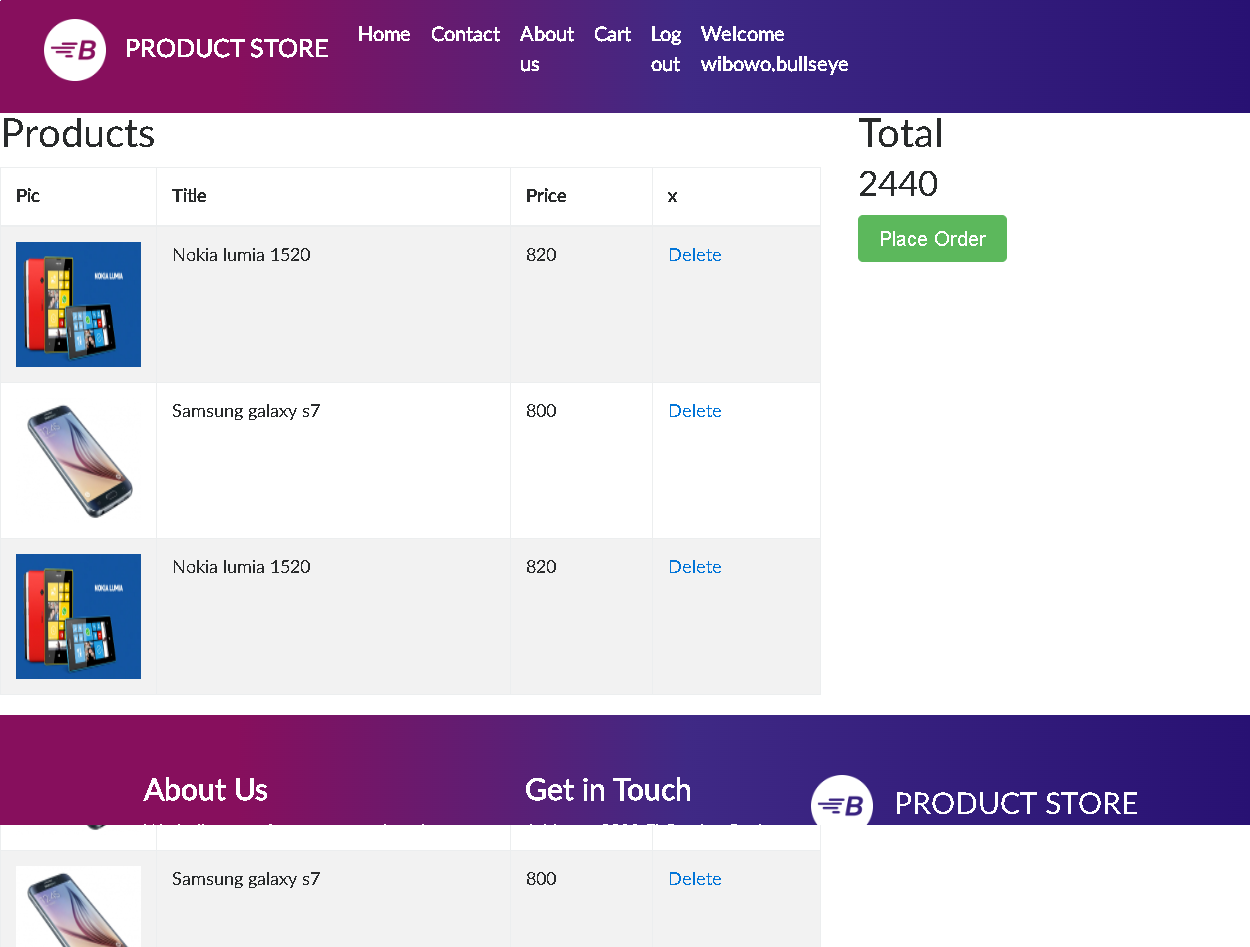 PRODUCT STORE
Home Contact About us Cart Log out Welcome wibowo.bullseye
Products
Total
2440
Place Order
Pic Title Price x
NOKIA LUMIA
Nokia lumia 1520 820 Delete
Samsung galaxy s7 800 Delete
NOKIA LUMIA
Nokia lumia 1520 820 Delete
About Us
Get in Touch
B PRODUCT STORE
Samsung galaxy s7 800 Delete